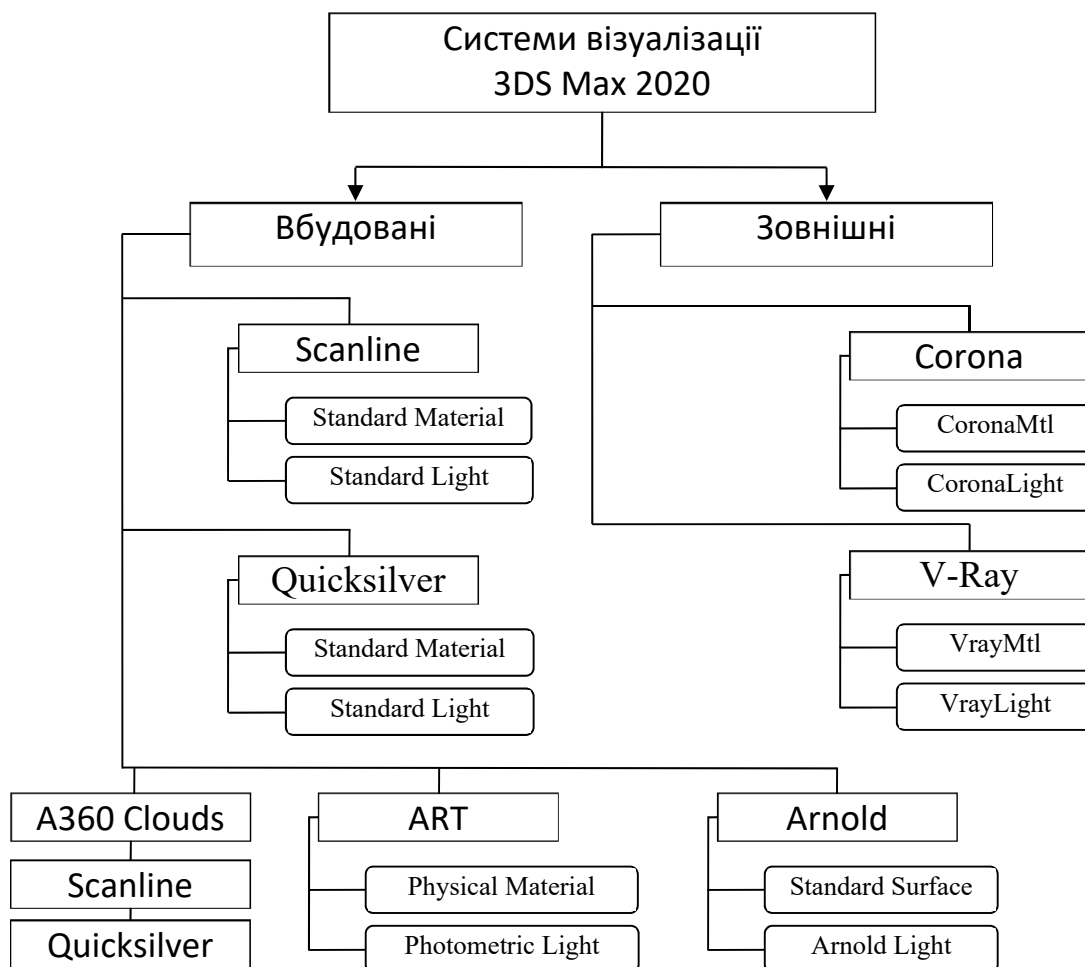 Системи візуалізації
3DS Max 2020
Вбудовані
Зовнішні
Scanline
Standard Material
Standard Light
Corona
CoronaMtl
CoronaLight
Quicksilver
Standard Material
Standard Light
V-Ray
VrayMtl
VrayLight
A360 Clouds
Scanline
Quicksilver
ART
Physical Material
Photometric Light
Arnold
Standard Surface
Arnold Light